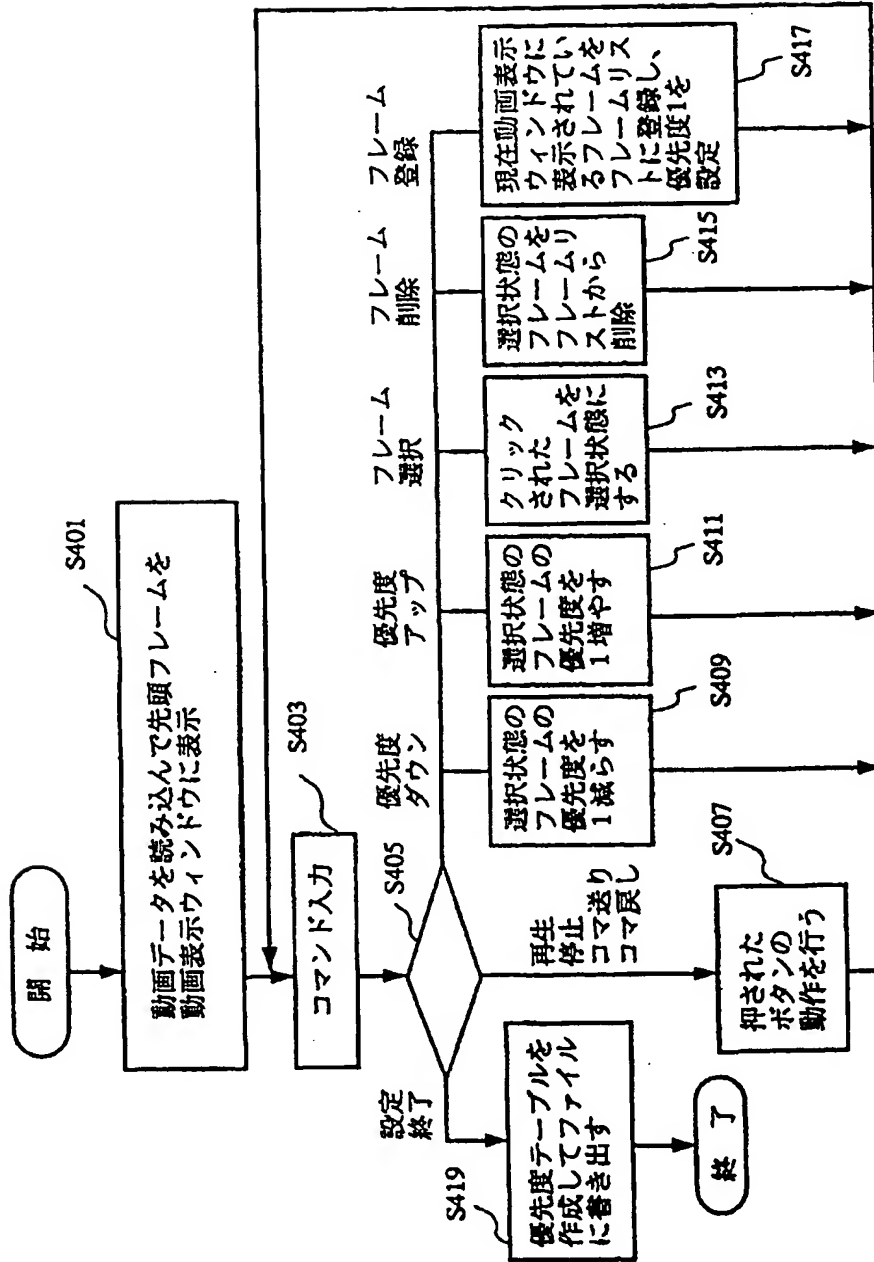 開 始
動画データを読み込んで先頭フレームを
動画表示ウィンドウに表示
S401
コマンド入力
S403
S405
設定
終了
優先度テーブルを
作成してファイル
に書き出す
S419
終 了
再生
停止
コマ送り
コマ戻し
押された
ボタンの
動作を行う
S407
優先度
ダウン
選択状態の
フレームの
優先度を
1減らす
S409
優先度
アップ
選択状態の
フレームの
優先度を
1増やす
S411
フレーム
選択
クリック
された
フレームを
選択状態に
する
S413
フレーム
削除
選択状態の
フレームを
フレームリ
ストから
削除
S415
フレーム
登録
現在動画表示
ウィンドウに
表示されてい
るフレームを
フレームリス
トに登録し、
優先度1を
設定
S417